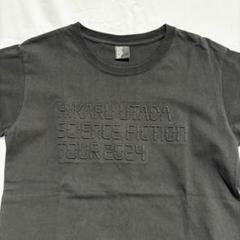 HIKARU UTADA
SCIENCE FICTION
TOUR 2024